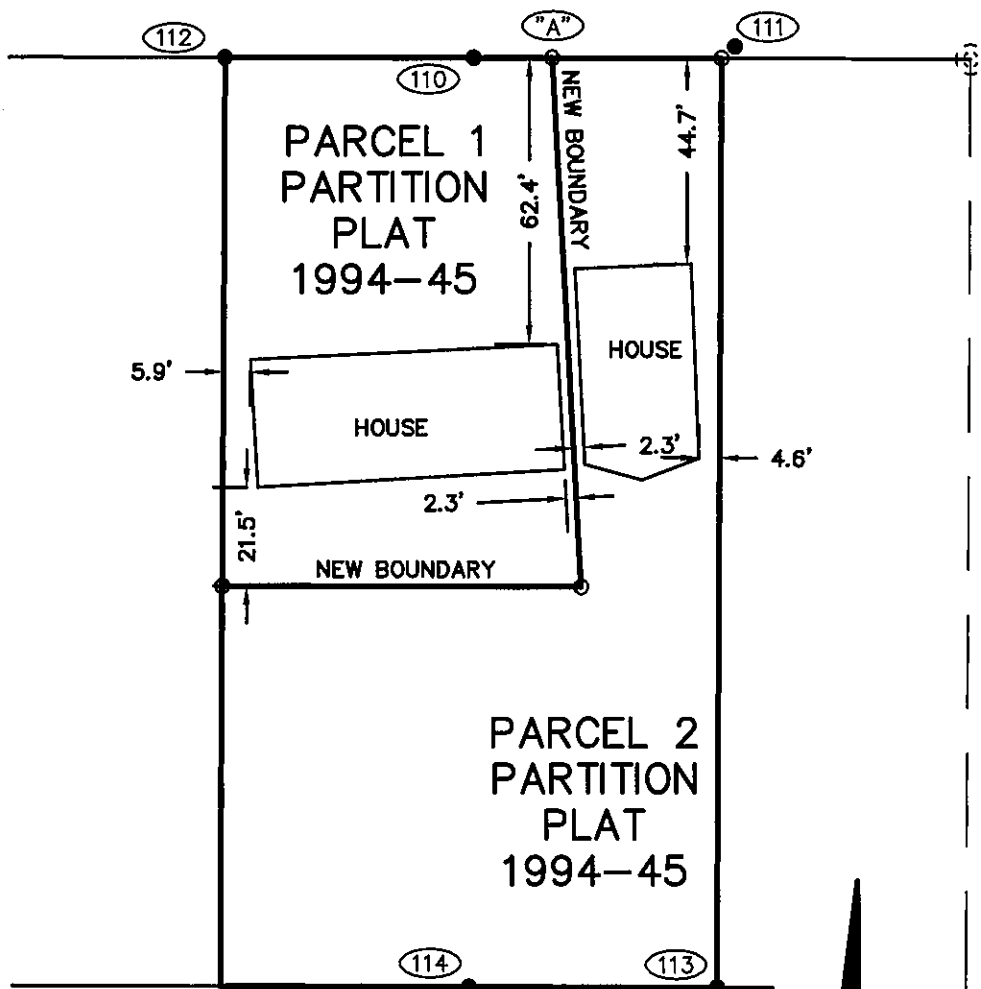 112
110
"A"
111
PARCEL 1
PARTITION
PLAT
1994-45
62.4'
NEW BOUNDARY
44.7'
HOUSE
5.9'
HOUSE
2.3'
4.6'
2.3'
21.5'
NEW BOUNDARY
PARCEL 2
PARTITION
PLAT
1994-45
114
113